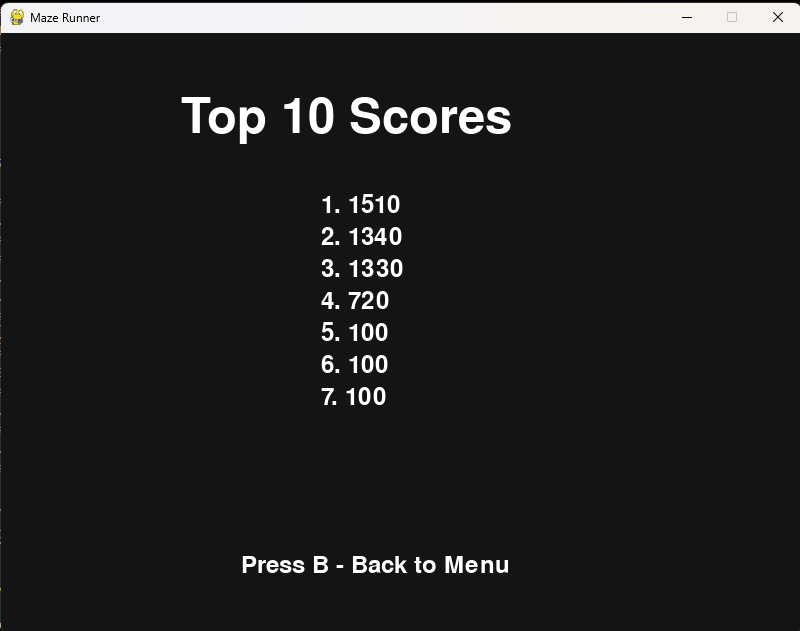 Maze Runner
Top 10 Scores
1. 1510
2. 1340
3. 1330
4. 720
5. 100
6. 100
7. 100
Press B - Back to Menu